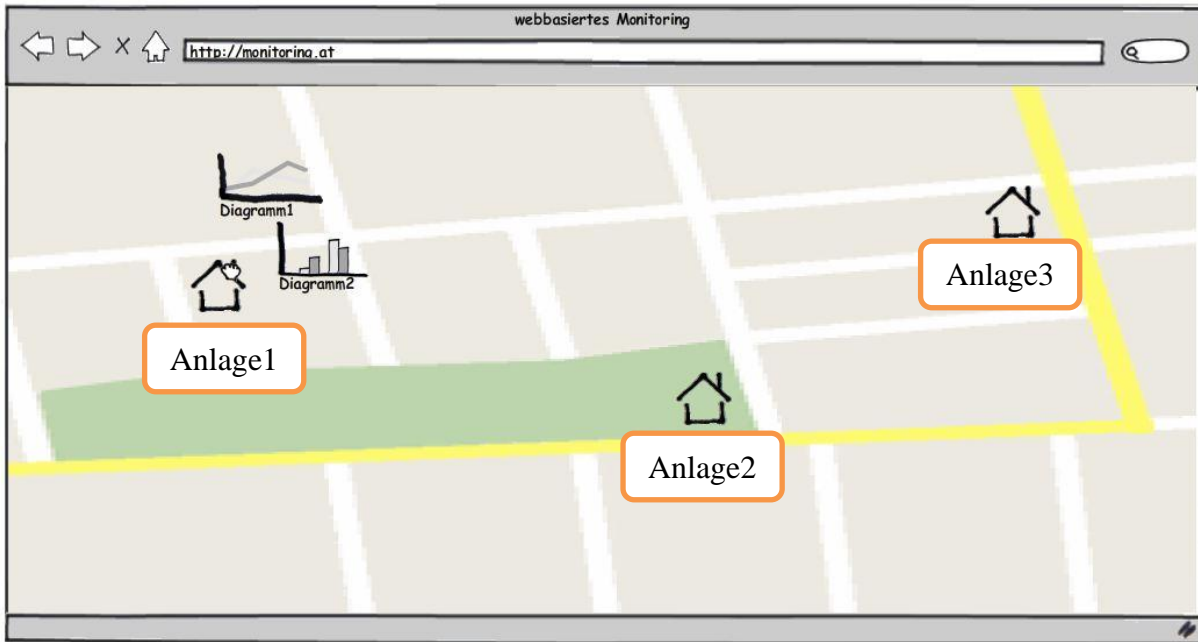 webbasiertes Monitoring
http://monitoring.at
Diagramm1
Diagramm2
Anlage3
Anlage1
Anlage2